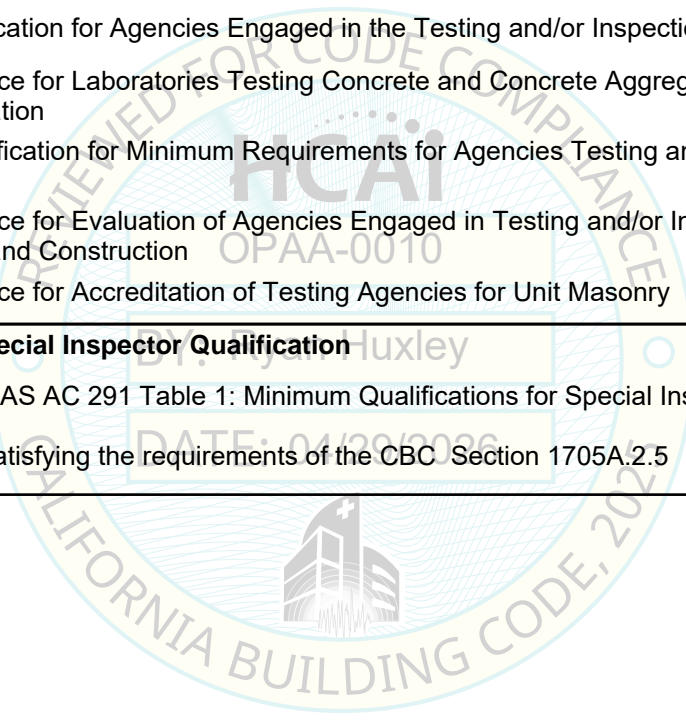 cation for Agencies Engaged in the Testing and/or Inspectio
ce for Laboratories Testing Concrete and Concrete Aggreg
tion
fication for Minimum Requirements for Agencies Testing an
ce for Evaluation of Agencies Engaged in Testing and/or In
nd Construction
ce for Accreditation of Testing Agencies for Unit Masonry
ecial Inspector Qualification
AS AC 291 Table 1: Minimum Qualifications for Special Ins
atisfying the requirements of the CBC Section 1705A.2.5
REVIEWED FOR CODE COMPLIANCE
HCAi
OPAA-0010
BY: Ryan Huxley
DATE: 04/29/2026
CALIFORNIA BUILDING CODE, 2025